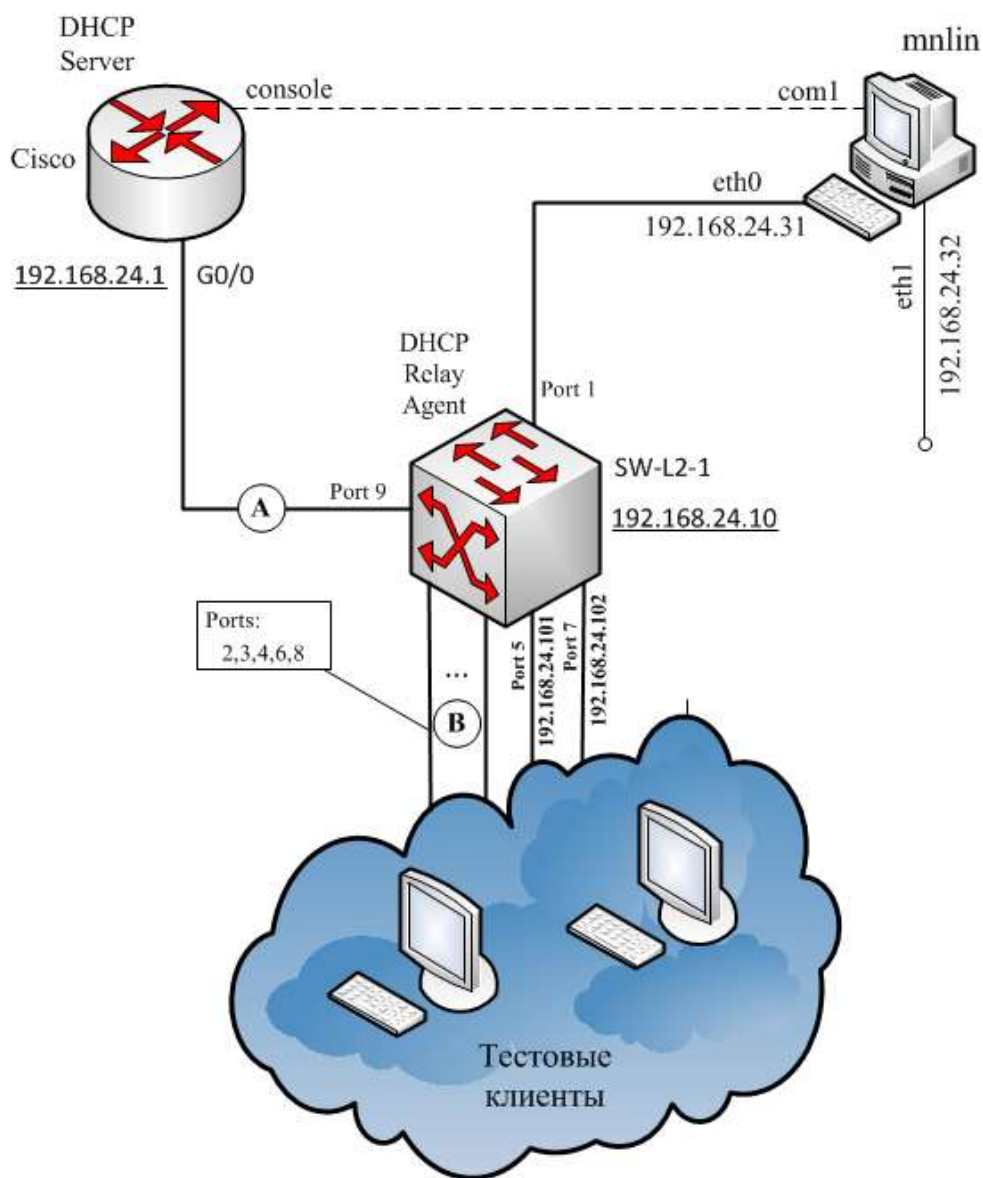 DHCP
Server
mnlin
console
com1
Cisco
eth0
192.168.24.31
192.168.24.1
G0/0
eth1
192.168.24.32
DHCP
Relay
Agent
Port 1
SW-L2-1
Port 9
192.168.24.10
A
Ports:
2,3,4,6,8
...
B
Port 5
192.168.24.101
Port 7
192.168.24.102
Тестовые
клиенты